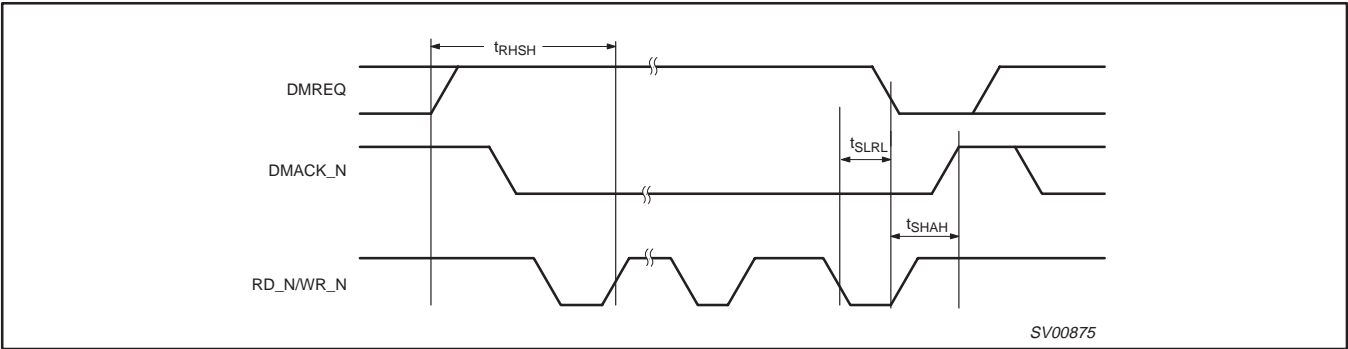 tRHSH
DMREQ
tSLRL
DMACK_N
tSHAH
RD_N/WR_N
SV00875